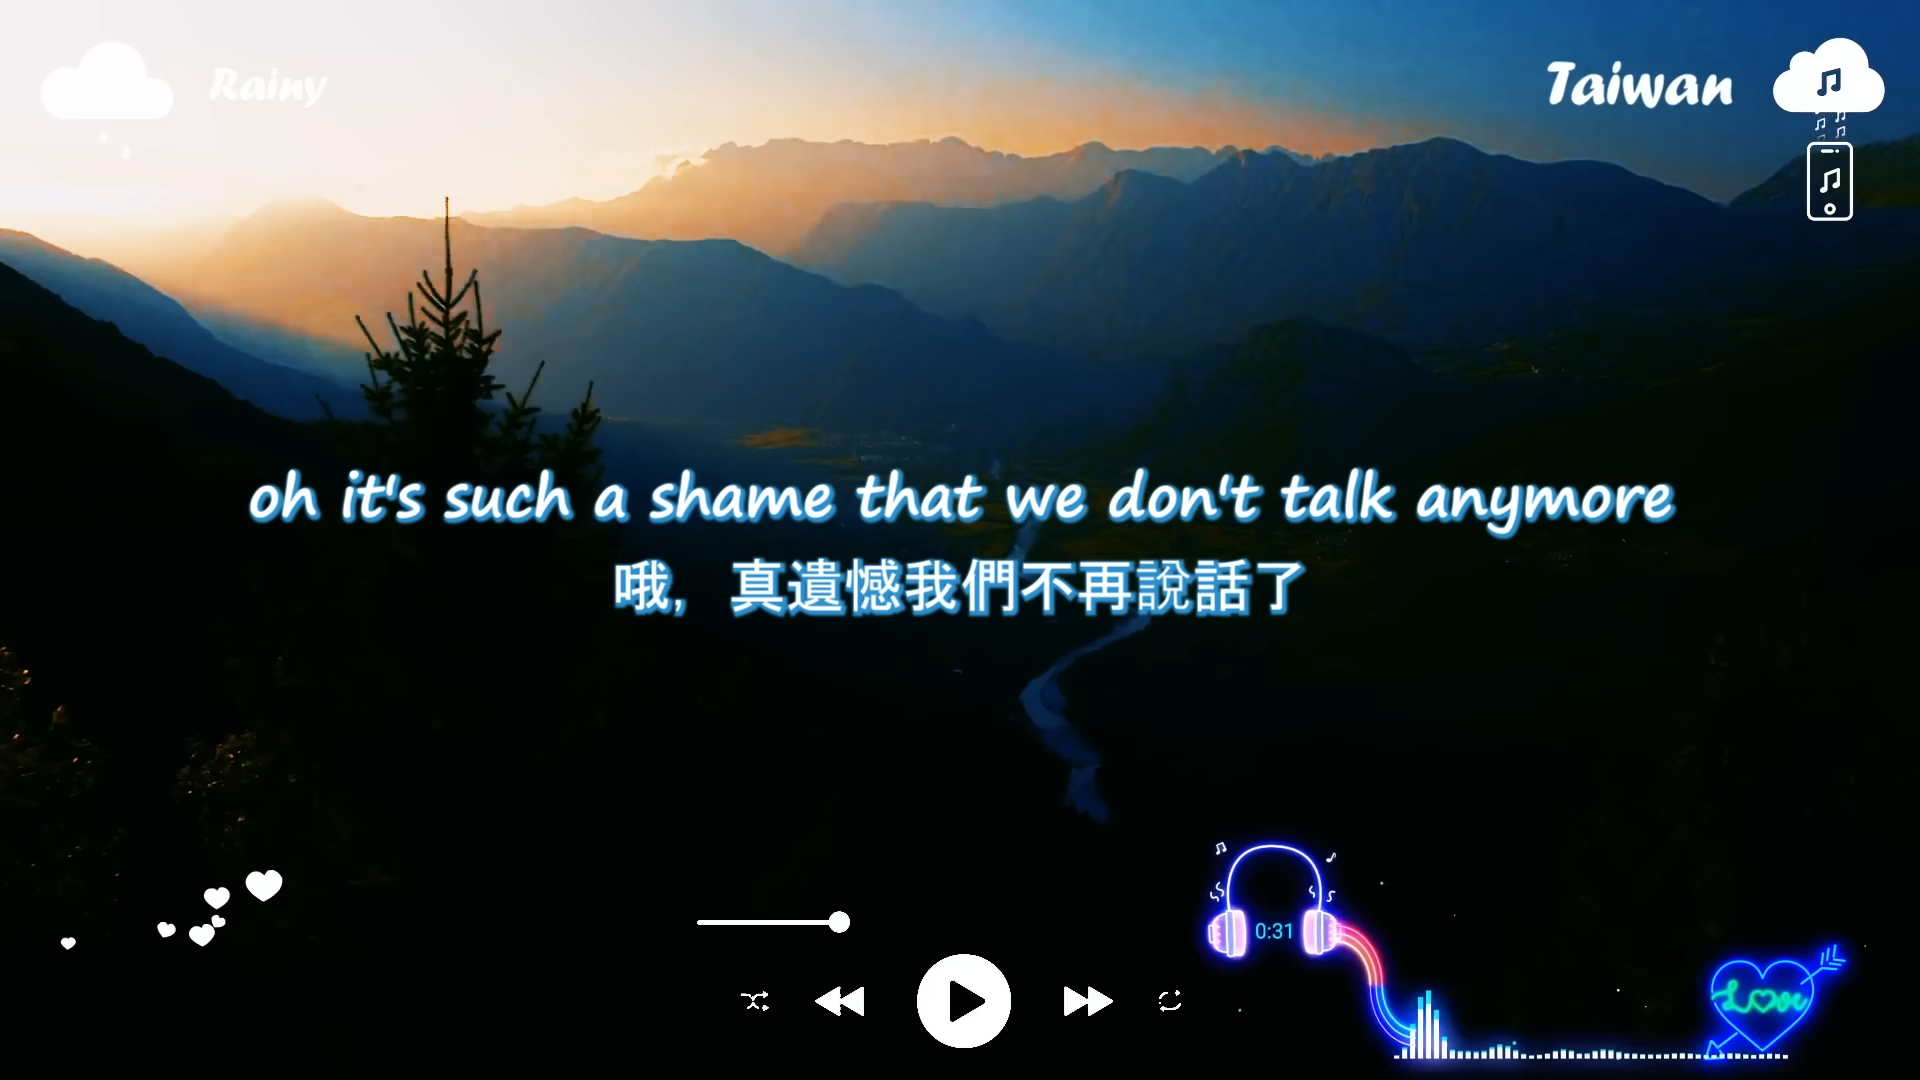 Rainy
Taiwan
oh it's such a shame that we don't talk anymore
哦，真遺憾我們不再說話了
0:31
Love